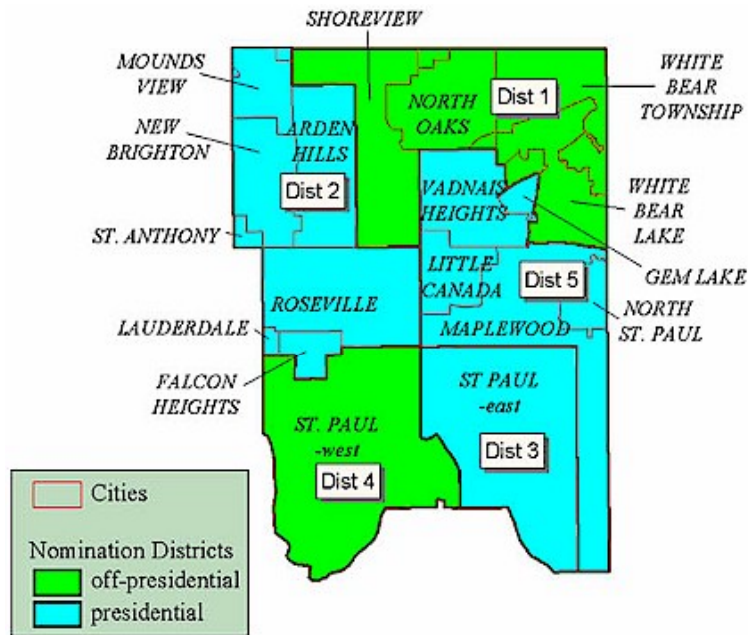 SHOREVIEW
MOUNDS
VIEW
WHITE
BEAR
TOWNSHIP
Dist 1
NORTH
OAKS
NEW
BRIGHTON
ARDEN
HILLS
Dist 2
VADNAIS
HEIGHTS
WHITE
BEAR
LAKE
ST. ANTHONY
GEM LAKE
LITTLE
CANADA
Dist 5
ROSEVILLE
NORTH
ST. PAUL
LAUDERDALE
MAPLEWOOD
FALCON
HEIGHTS
ST PAUL
-east
ST. PAUL
-west
Dist 3
Dist 4
Cities
Nomination Districts
off-presidential
presidential